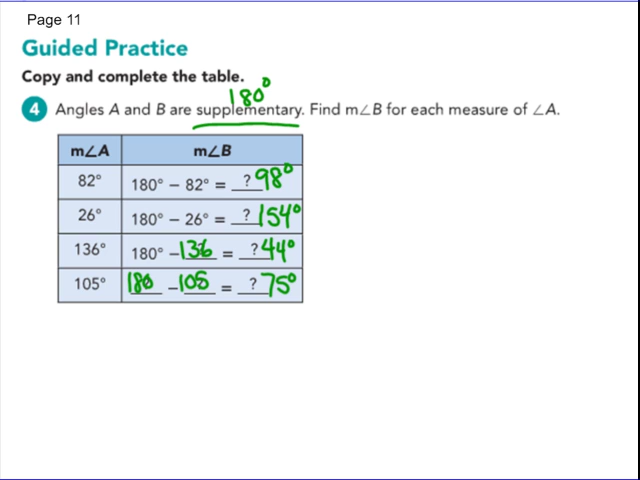 Page 11
Guided Practice
Copy and complete the table.
180°
4 Angles A and B are supplementary. Find m∠B for each measure of ∠A.
m∠A m∠B
82° 180° − 82° = ? 98°
26° 180° − 26° = ? 154°
136° 180° − 136 = ? 44°
105° 180 − 105 = ? 75°